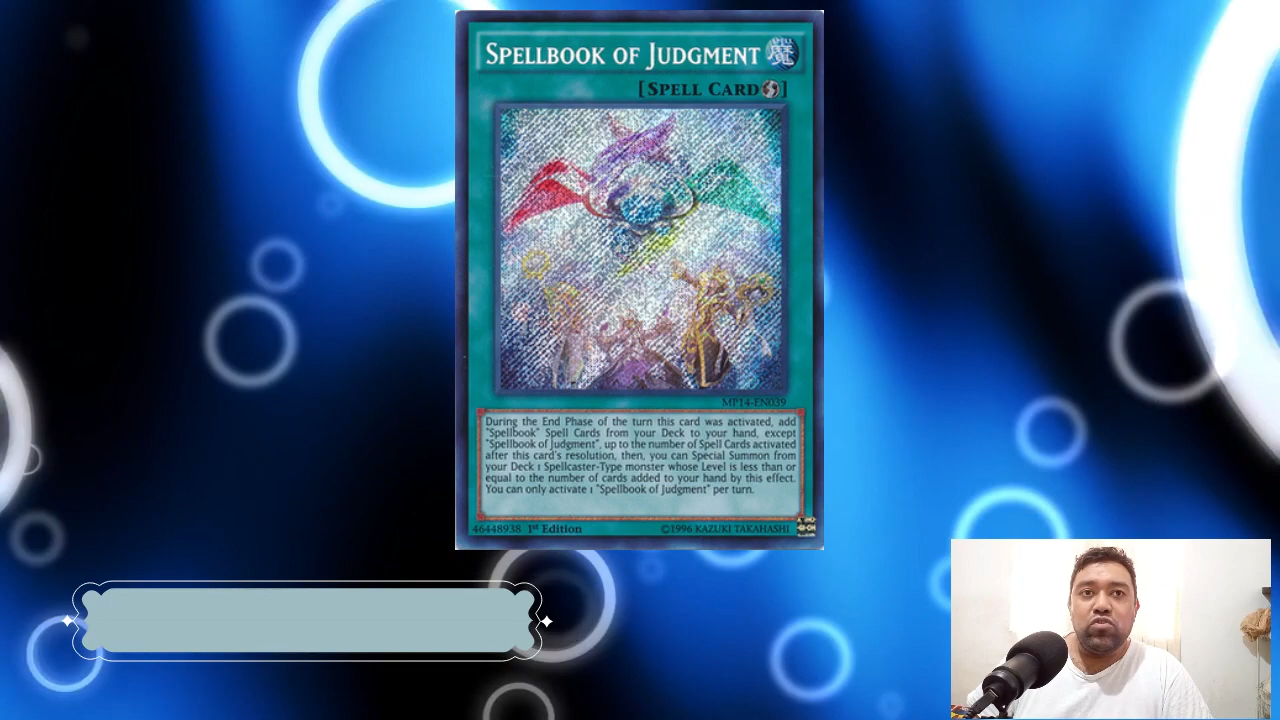 SPELLBOOK OF JUDGMENT
SPELL
魔
[SPELL CARD]
MP14-EN039
During the End Phase of the turn this card was activated, add
"Spellbook" Spell Cards from your Deck to your hand, except
"Spellbook of Judgment", up to the number of Spell Cards activated
after this card's resolution, then, you can Special Summon from
your Deck 1 Spellcaster-Type monster whose Level is less than or
equal to the number of cards added to your hand by this effect.
You can only activate 1 "Spellbook of Judgment" per turn.
46448938 1st Edition ©1996 KAZUKI TAKAHASHI